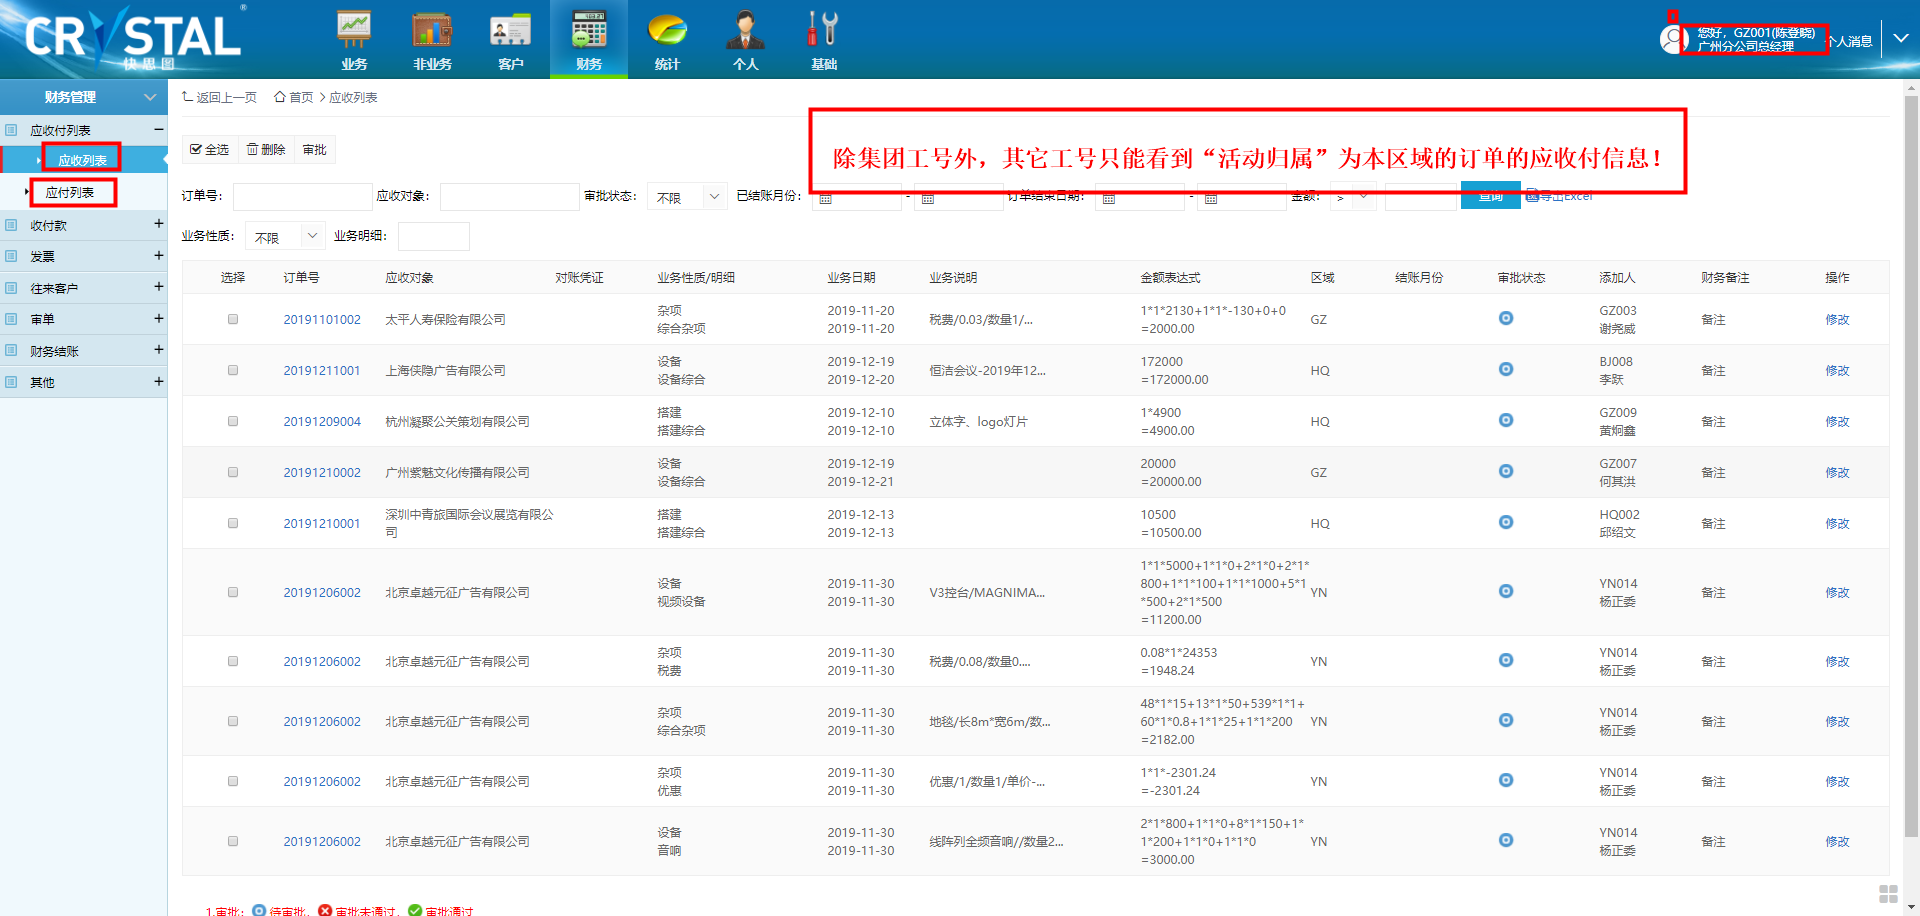 CRYSTAL®
快思图
业务 非业务 客户 财务 统计 个人 基础
您好，GZ001(陈登晓)
广州分公司总经理
个人消息
财务管理
应收付列表
应收列表
应付列表
收付款
发票
往来客户
审单
财务结账
其他
返回上一页 首页 > 应收列表
除集团工号外，其它工号只能看到“活动归属”为本区域的订单的应收付信息！
全选 删除 审批
订单号： 应收对象： 审批状态： 不限 已结账月份： - 订单结束日期： - 金额： > 查询 导出Excel
业务性质： 不限 业务明细：
选择 订单号 应收对象 对账凭证 业务性质/明细 业务日期 业务说明 金额表达式 区域 结账月份 审批状态 添加人 财务备注 操作
20191101002 太平人寿保险有限公司 杂项 综合杂项 2019-11-20 2019-11-20 税费/0.03/数量1/... 1*1*2130+1*1*-130+0+0 =2000.00 GZ GZ003 谢尧威 备注 修改
20191211001 上海侠隐广告有限公司 设备 设备综合 2019-12-19 2019-12-20 恒洁会议-2019年12... 172000 =172000.00 HQ BJ008 李跃 备注 修改
20191209004 杭州凝聚公关策划有限公司 搭建 搭建综合 2019-12-10 2019-12-10 立体字、logo灯片 1*4900 =4900.00 HQ GZ009 黄炯鑫 备注 修改
20191210002 广州紫魅文化传播有限公司 设备 设备综合 2019-12-19 2019-12-21 20000 =20000.00 GZ GZ007 何其洪 备注 修改
20191210001 深圳中青旅国际会议展览有限公司 搭建 搭建综合 2019-12-13 2019-12-13 10500 =10500.00 HQ HQ002 邱绍文 备注 修改
20191206002 北京卓越元征广告有限公司 设备 视频设备 2019-11-30 2019-11-30 V3控台/MAGNIMA... 1*1*5000+1*1*0+2*1*0+2*1*800+1*1*100+1*1*1000+5*1*500+2*1*500 =11200.00 YN YN014 杨正委 备注 修改
20191206002 北京卓越元征广告有限公司 杂项 税费 2019-11-30 2019-11-30 税费/0.08/数量0.... 0.08*1*24353 =1948.24 YN YN014 杨正委 备注 修改
20191206002 北京卓越元征广告有限公司 杂项 综合杂项 2019-11-30 2019-11-30 地毯/长8m*宽6m/数... 48*1*15+13*1*50+539*1*1+60*1*0.8+1*1*25+1*1*200 =2182.00 YN YN014 杨正委 备注 修改
20191206002 北京卓越元征广告有限公司 杂项 优惠 2019-11-30 2019-11-30 优惠/1/数量1/单价-... 1*1*-2301.24 =-2301.24 YN YN014 杨正委 备注 修改
20191206002 北京卓越元征广告有限公司 设备 音响 2019-11-30 2019-11-30 线阵列全频音响//数量2... 2*1*800+1*1*0+8*1*150+1*1*200+1*1*0+1*1*0 =3000.00 YN YN014 杨正委 备注 修改
1.审批： 待审批， 审批未通过， 审批通过